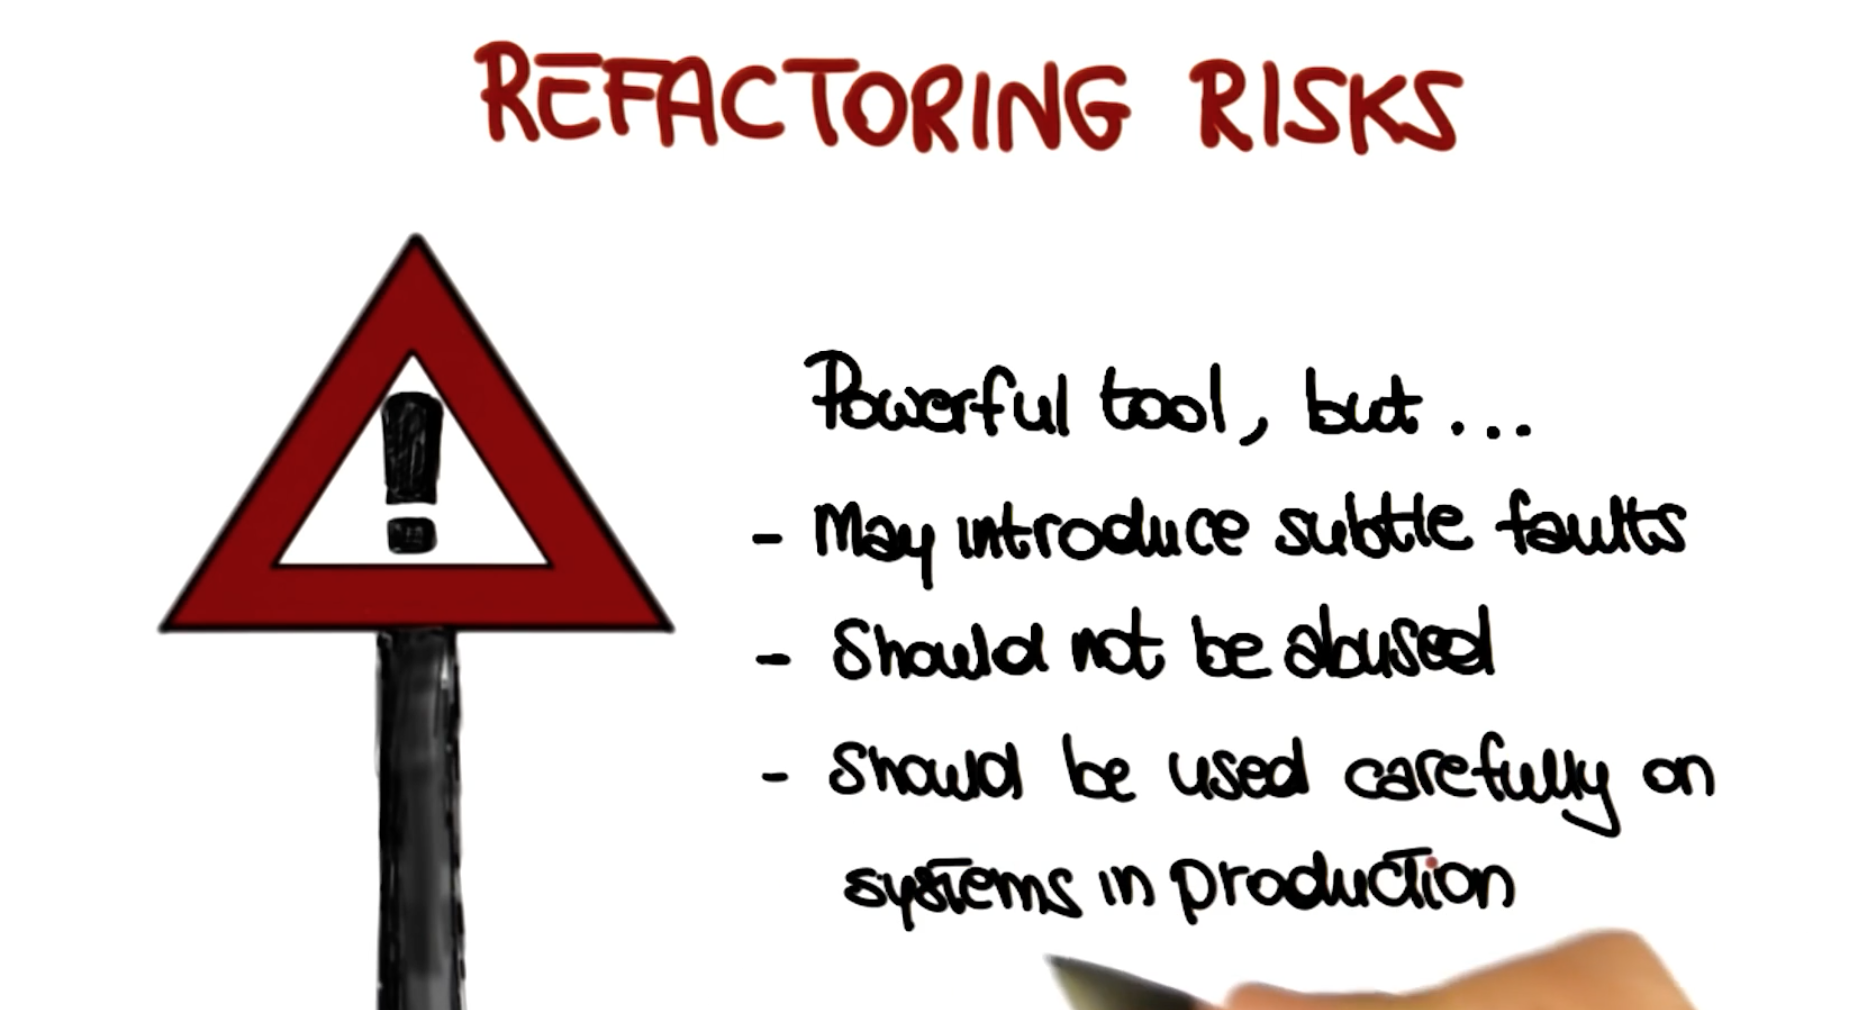 REFACTORING RISKS
Powerful tool, but...
- May introduce subtle faults
- Should not be abused
- Should be used carefully on
systems in production